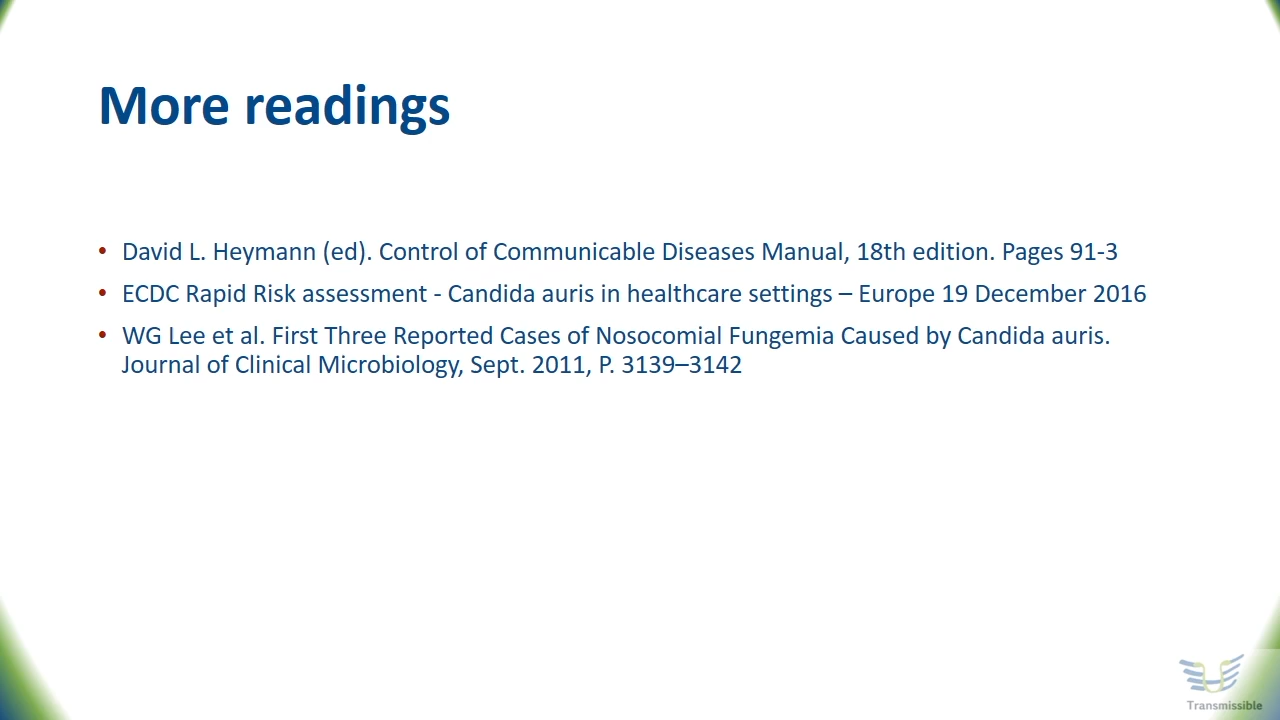 More readings
• David L. Heymann (ed). Control of Communicable Diseases Manual, 18th edition. Pages 91-3
• ECDC Rapid Risk assessment - Candida auris in healthcare settings – Europe 19 December 2016
• WG Lee et al. First Three Reported Cases of Nosocomial Fungemia Caused by Candida auris.
Journal of Clinical Microbiology, Sept. 2011, P. 3139–3142
Transmissible